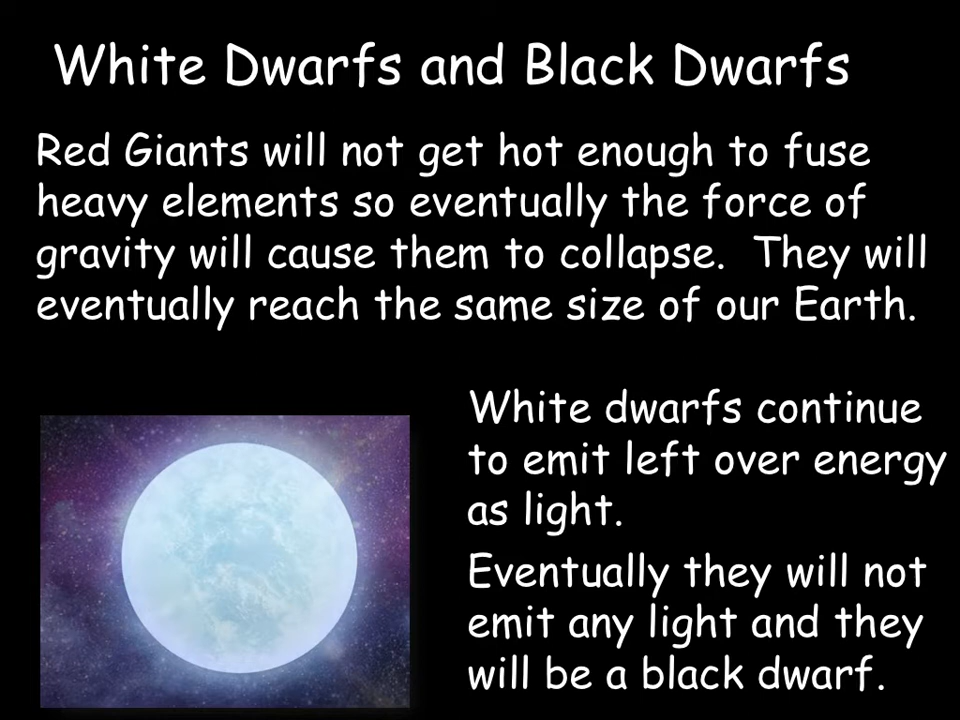 White Dwarfs and Black Dwarfs
Red Giants will not get hot enough to fuse
heavy elements so eventually the force of
gravity will cause them to collapse.  They will
eventually reach the same size of our Earth.
White dwarfs continue
to emit left over energy
as light.
Eventually they will not
emit any light and they
will be a black dwarf.